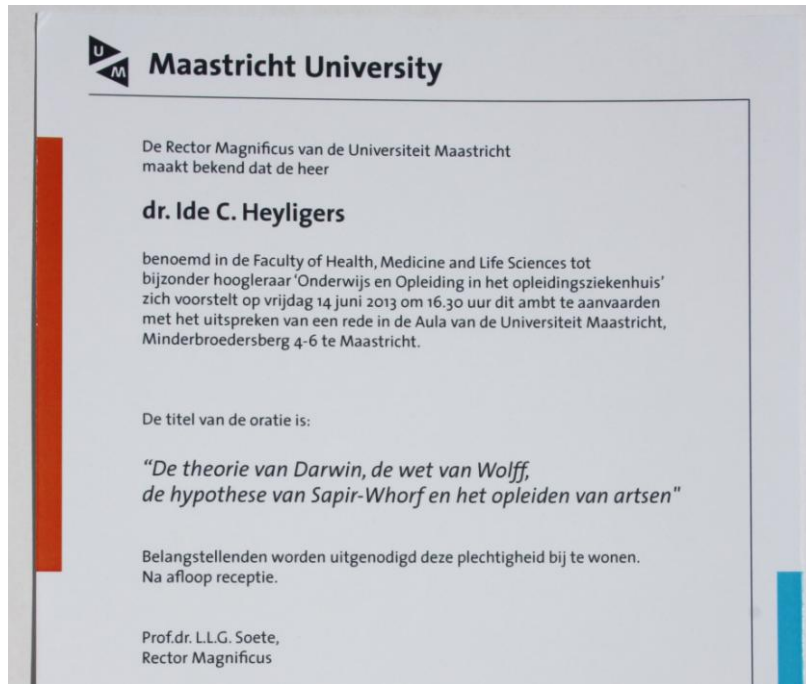 UM
Maastricht University
De Rector Magnificus van de Universiteit Maastricht
maakt bekend dat de heer
dr. Ide C. Heyligers
benoemd in de Faculty of Health, Medicine and Life Sciences tot
bijzonder hoogleraar 'Onderwijs en Opleiding in het opleidingsziekenhuis'
zich voorstelt op vrijdag 14 juni 2013 om 16.30 uur dit ambt te aanvaarden
met het uitspreken van een rede in de Aula van de Universiteit Maastricht,
Minderbroedersberg 4-6 te Maastricht.
De titel van de oratie is:
“De theorie van Darwin, de wet van Wolff,
de hypothese van Sapir-Whorf en het opleiden van artsen"
Belangstellenden worden uitgenodigd deze plechtigheid bij te wonen.
Na afloop receptie.
Prof.dr. L.L.G. Soete,
Rector Magnificus